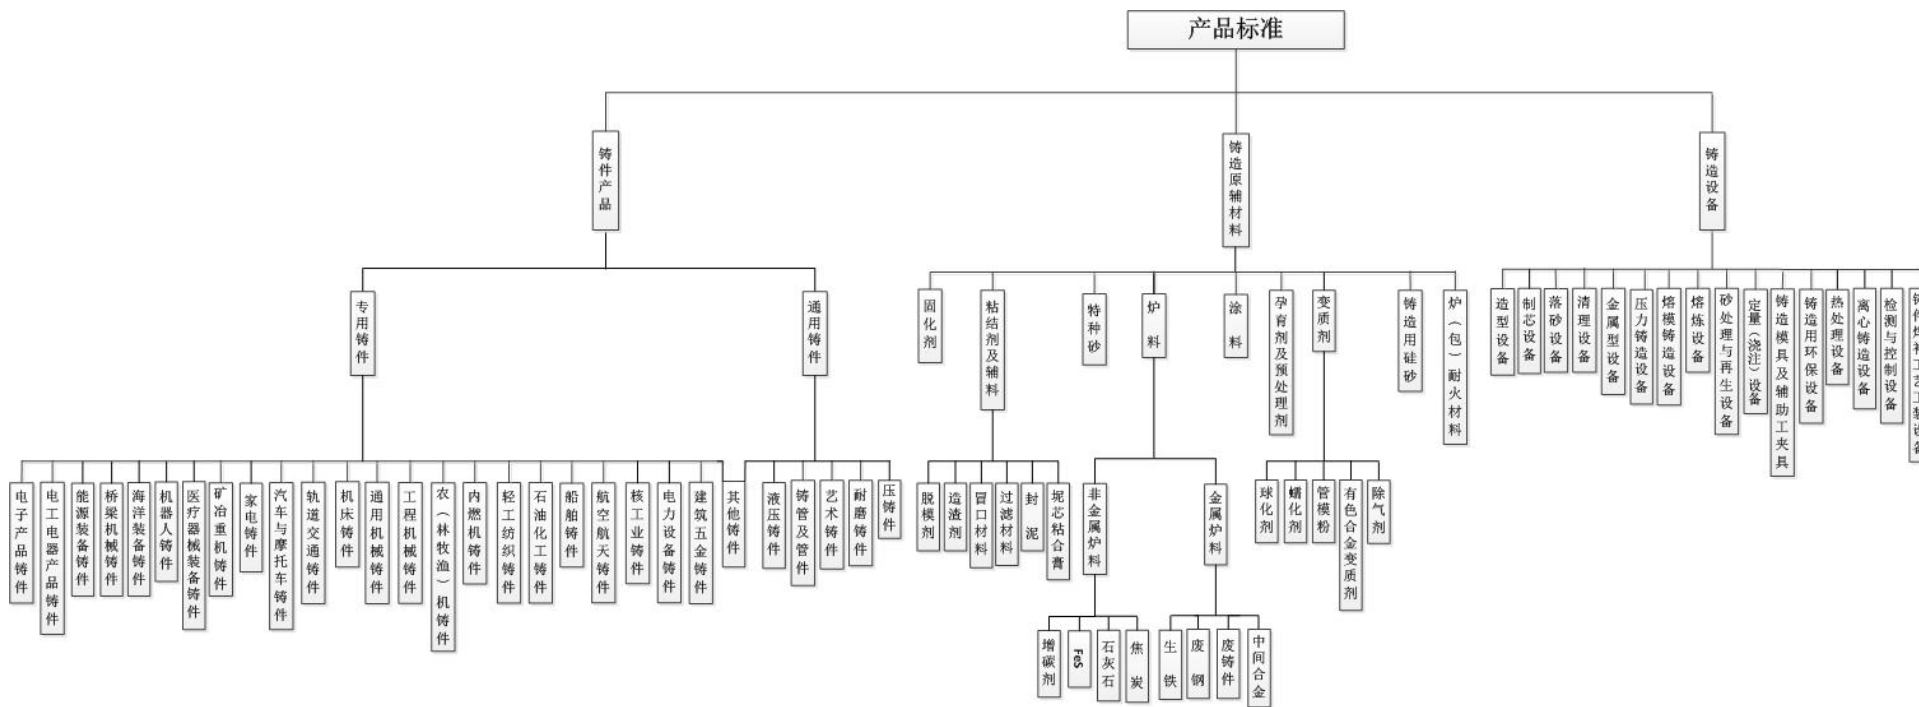 产品标准
铸件产品
铸造原辅材料
铸造设备
专用铸件
通用铸件
固化剂
粘结剂及辅料
特种砂
炉料
涂料
孕育剂及预处理剂
变质剂
铸造用硅砂
炉（包）耐火材料
造型设备
制芯设备
落砂设备
清理设备
金属型设备
压力铸造设备
熔模铸造设备
熔炼设备
砂处理与再生设备
定量（浇注）设备
铸造模具及辅助工夹具
铸造用环保设备
热处理设备
离心铸造设备
检测与控制设备
电子产品铸件
电工电器产品铸件
能源装备铸件
桥梁机械铸件
海洋装备铸件
机器人铸件
医疗器械装备铸件
矿冶重机铸件
家电铸件
汽车与摩托车铸件
轨道交通铸件
机床铸件
通用机械铸件
工程机械铸件
农（林牧渔）机铸件
内燃机铸件
轻工纺织铸件
石油化工铸件
船舶铸件
航空航天铸件
核工业铸件
电力设备铸件
建筑五金铸件
其他铸件
液压铸件
铸管及管件
艺术铸件
耐磨铸件
压铸件
脱模剂
造渣剂
冒口材料
过滤材料
封泥
坭芯粘合膏
非金属炉料
金属炉料
球化剂
蠕化剂
管模粉
有色合金变质剂
除气剂
增碳剂
FeS
石灰石
焦炭
生铁
废钢
废铸件
中间合金